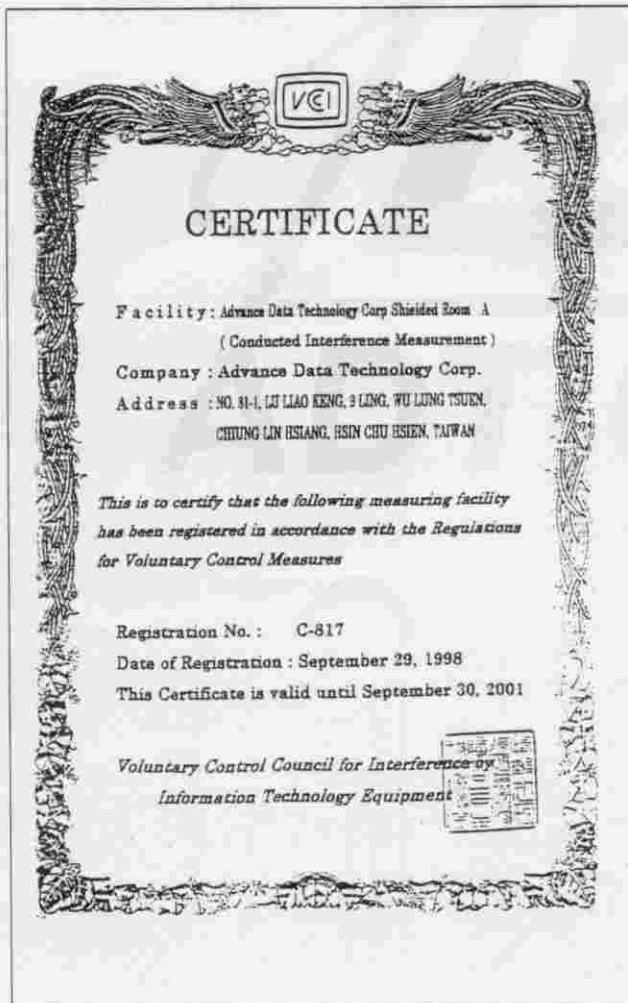 VCCI
CERTIFICATE
Facility: Advance Data Technology Corp Shielded Room A
( Conducted Interference Measurement )
Company : Advance Data Technology Corp.
Address : NO. 81-1, LU LIAO KENG, 9 LING, WU LUNG TSUEN,
CHIUNG LIN HSIANG, HSIN CHU HSIEN, TAIWAN
This is to certify that the following measuring facility
has been registered in accordance with the Regulations
for Voluntary Control Measures
Registration No. : C-817
Date of Registration : September 29, 1998
This Certificate is valid until September 30, 2001
Voluntary Control Council for Interference by
Information Technology Equipment